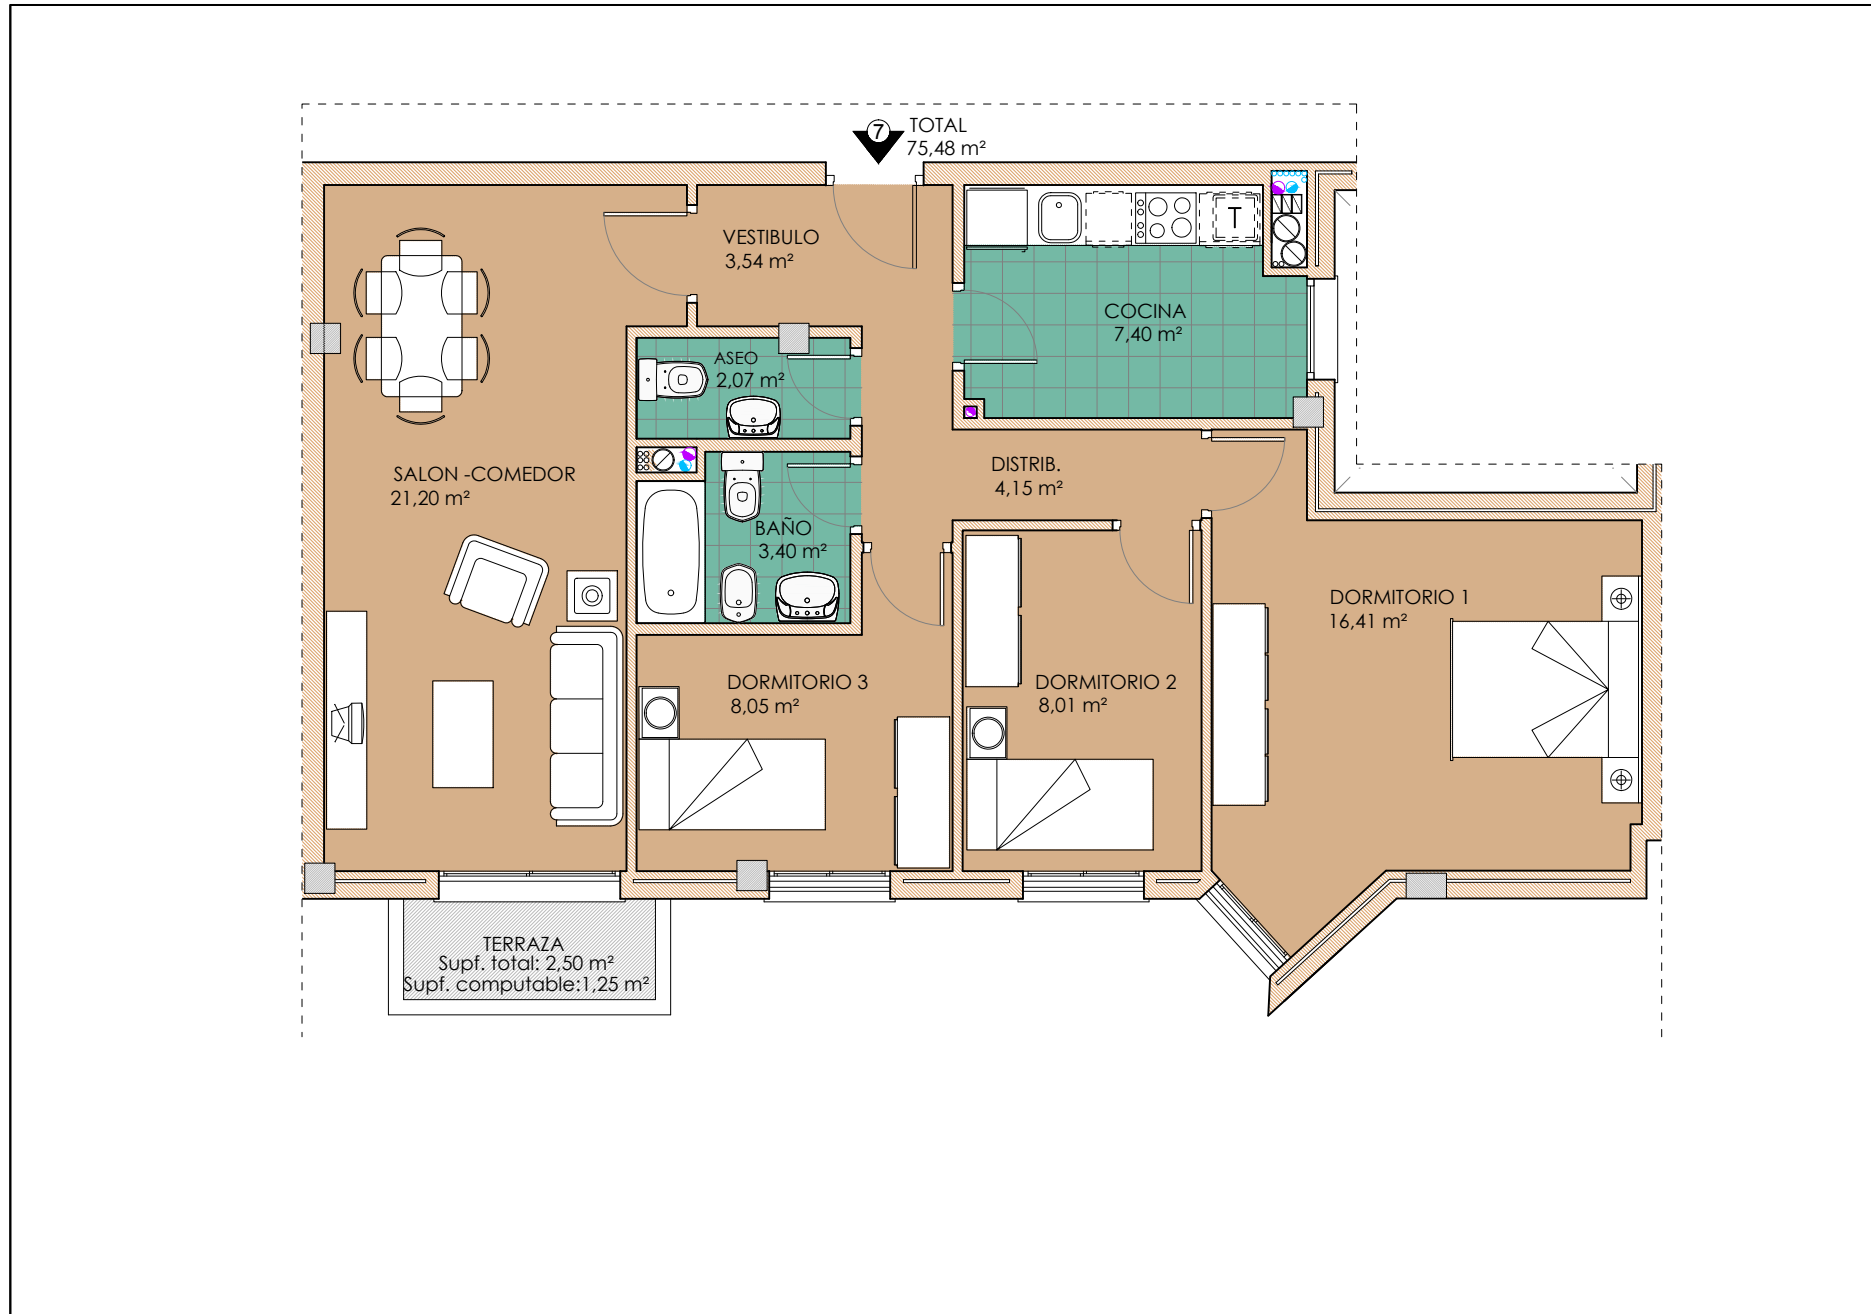 7
TOTAL
75,48 m²
VESTIBULO
3,54 m²
T
COCINA
7,40 m²
ASEO
2,07 m²
SALON -COMEDOR
21,20 m²
DISTRIB.
4,15 m²
BAÑO
3,40 m²
DORMITORIO 1
16,41 m²
DORMITORIO 3
8,05 m²
DORMITORIO 2
8,01 m²
TERRAZA
Supf. total: 2,50 m²
Supf. computable:1,25 m²